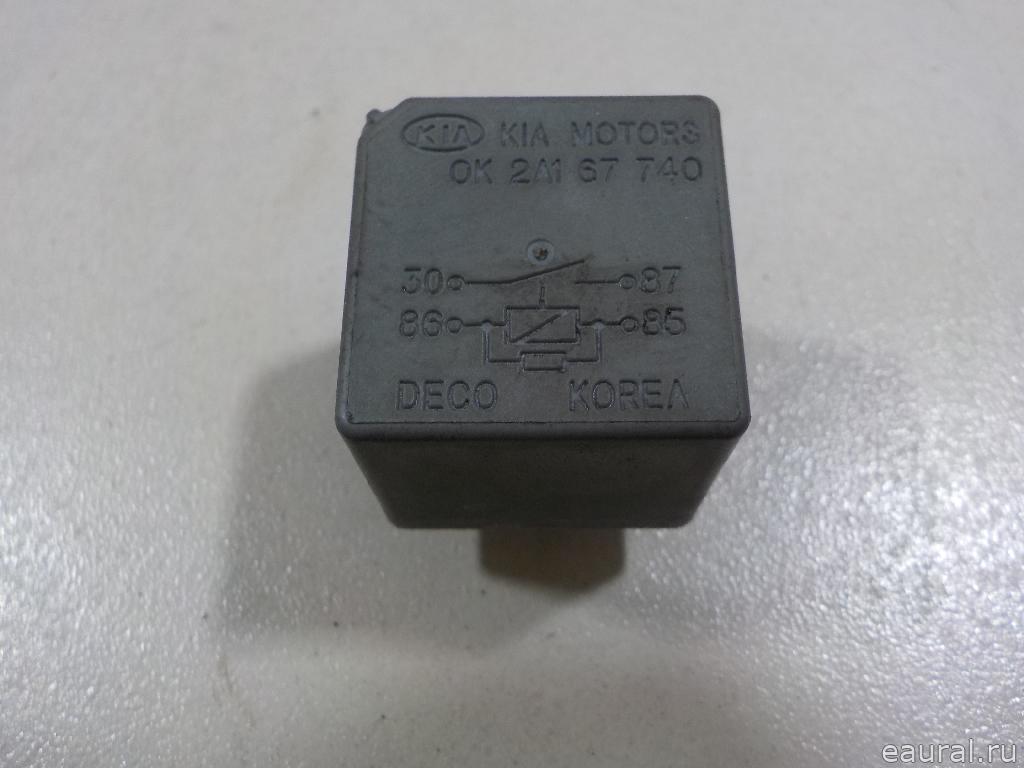 KIA KIA MOTORS
0K 2A1 67 740
30 87
86 85
DECO KOREA
eaural.ru